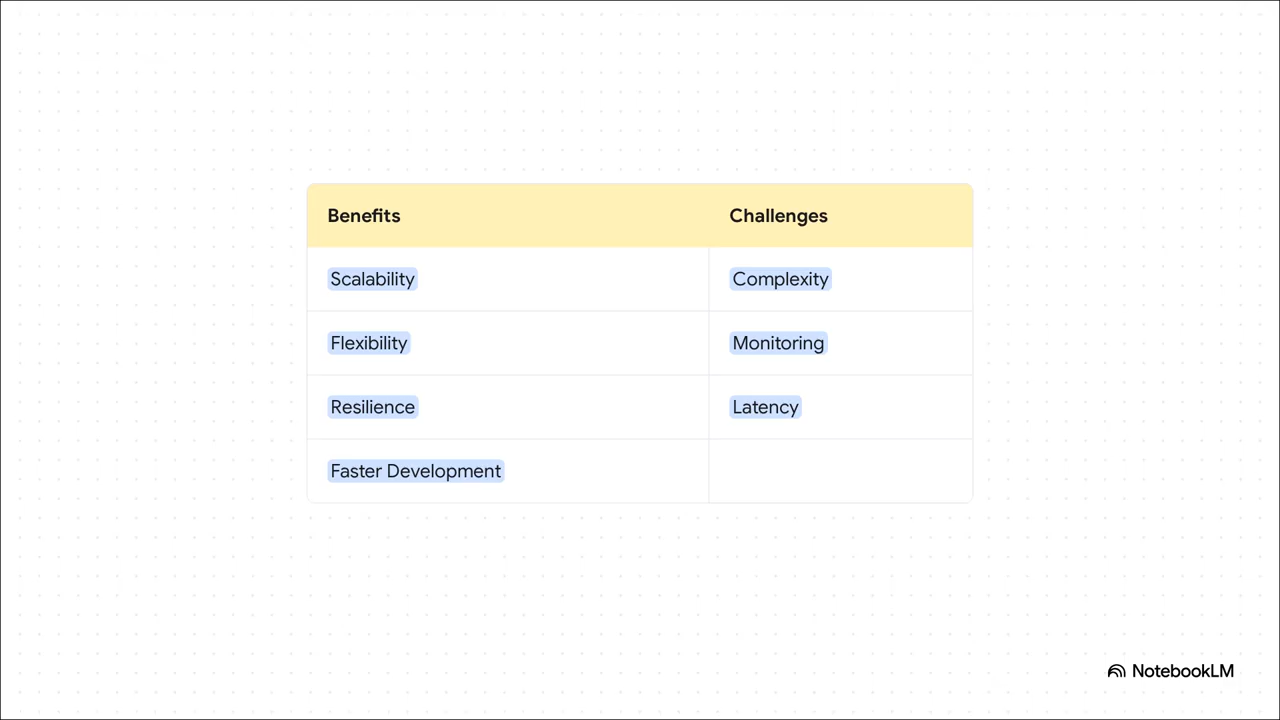 Benefits Challenges
Scalability Complexity
Flexibility Monitoring
Resilience Latency
Faster Development
NotebookLM